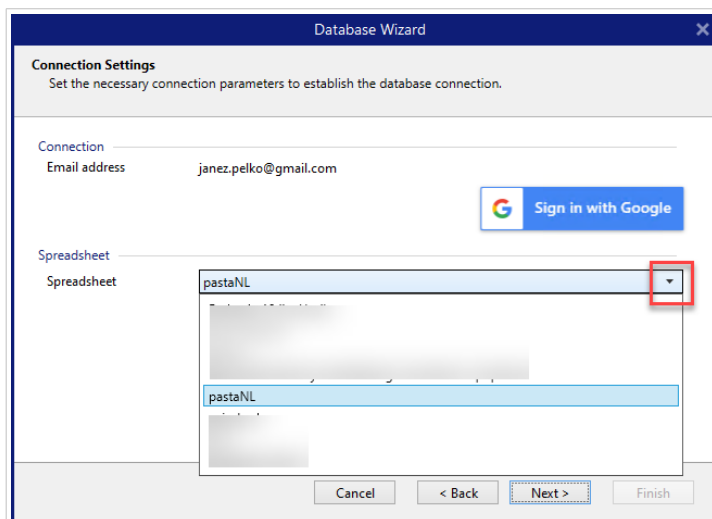 Database Wizard
Connection Settings
Set the necessary connection parameters to establish the database connection.
Connection
Email address janez.pelko@gmail.com
Sign in with Google
Spreadsheet
Spreadsheet pastaNL
pastaNL
Cancel < Back Next > Finish